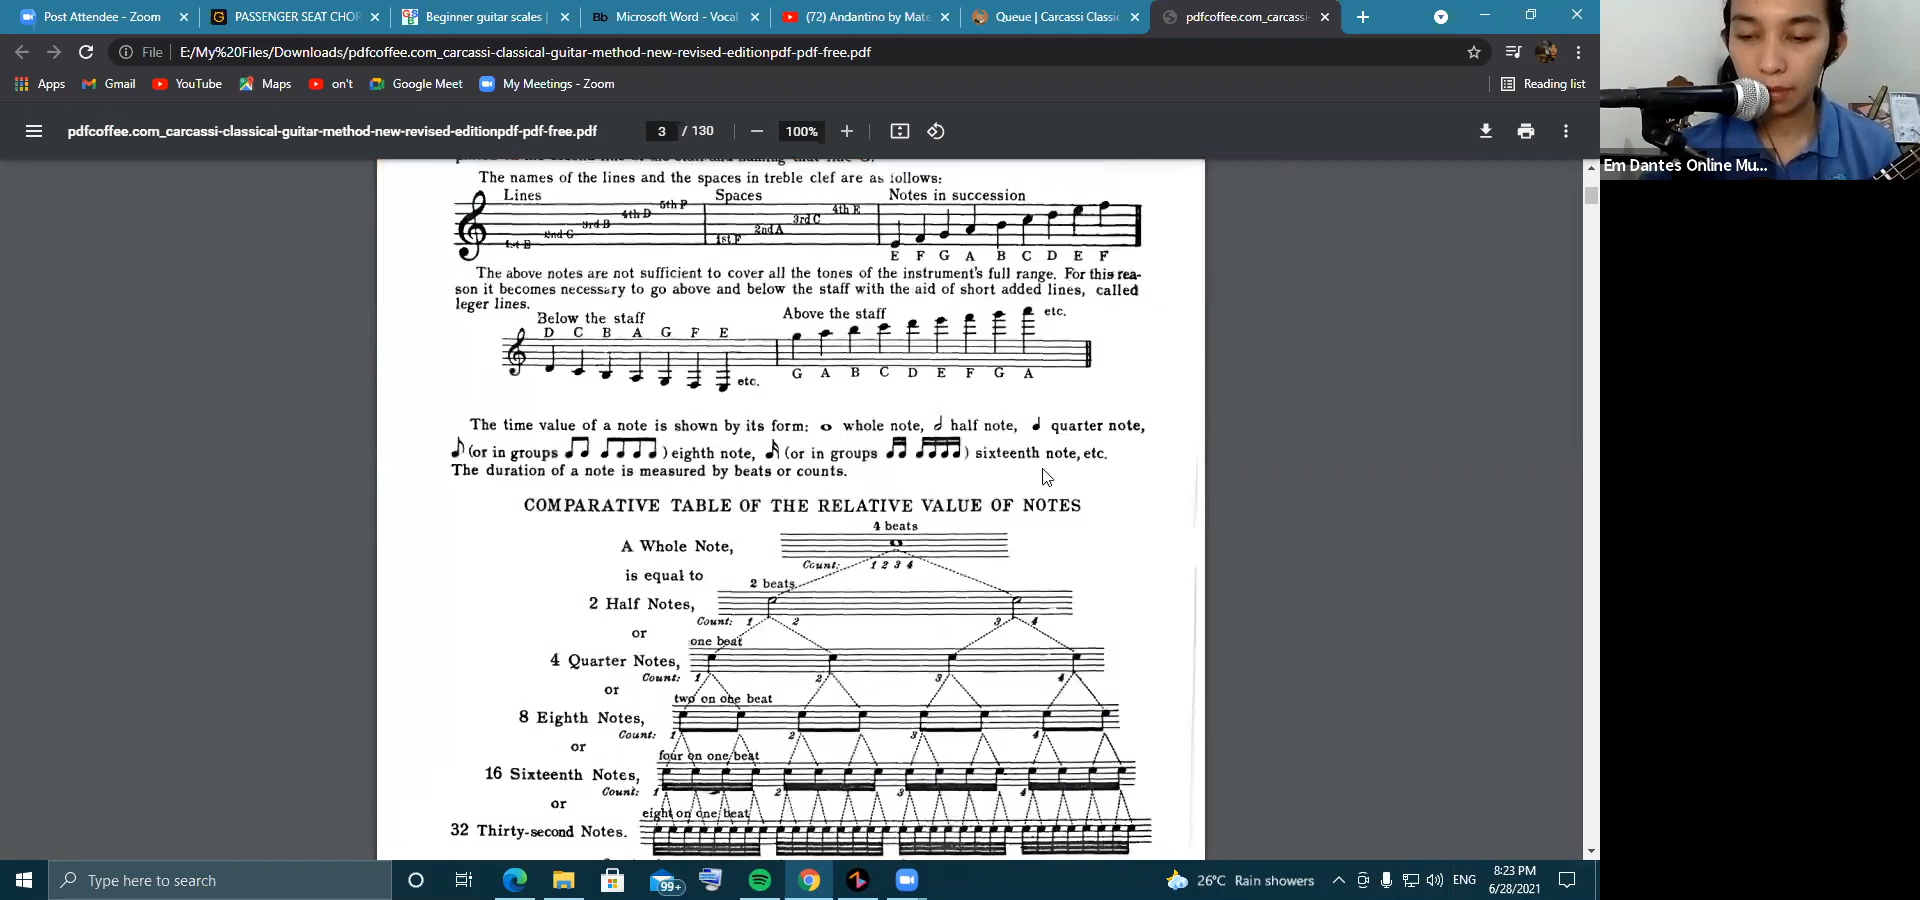 Post Attendee - Zoom
PASSENGER SEAT CHOR
Beginner guitar scales |
Microsoft Word - Vocal
(72) Andantino by Mate
Queue | Carcassi Classic
pdfcoffee.com_carcassi-
File
E:/My%20Files/Downloads/pdfcoffee.com_carcassi-classical-guitar-method-new-revised-editionpdf-pdf-free.pdf
Apps
Gmail
YouTube
Maps
on't
Google Meet
My Meetings - Zoom
Reading list
pdfcoffee.com_carcassi-classical-guitar-method-new-revised-editionpdf-pdf-free.pdf
3 / 130
100%
Em Dantes Online Mu...
The names of the lines and the spaces in treble clef are as follows:
Lines
Spaces
Notes in succession
1st E 2nd G 3rd B 4th D 5th F
1st F 2nd A 3rd C 4th E
E F G A B C D E F
The above notes are not sufficient to cover all the tones of the instrument's full range. For this rea-
son it becomes necessary to go above and below the staff with the aid of short added lines, called
leger lines.
Below the staff
Above the staff
etc.
D C B A G F E
etc.
G A B C D E F G A
The time value of a note is shown by its form: whole note, half note, quarter note,
(or in groups ) eighth note, (or in groups ) sixteenth note, etc.
The duration of a note is measured by beats or counts.
COMPARATIVE TABLE OF THE RELATIVE VALUE OF NOTES
4 beats
A Whole Note,
Count: 1 2 3 4
is equal to
2 beats
2 Half Notes,
Count: 1 2 3 4
or
one beat
4 Quarter Notes,
Count: 1 2 3 4
or
two on one beat
8 Eighth Notes,
Count: 1 2 3 4
or
four on one beat
16 Sixteenth Notes,
Count: 1 2 3 4
or
eight on one beat
32 Thirty-second Notes.
Type here to search
99+
26°C Rain showers
ENG
8:23 PM
6/28/2021